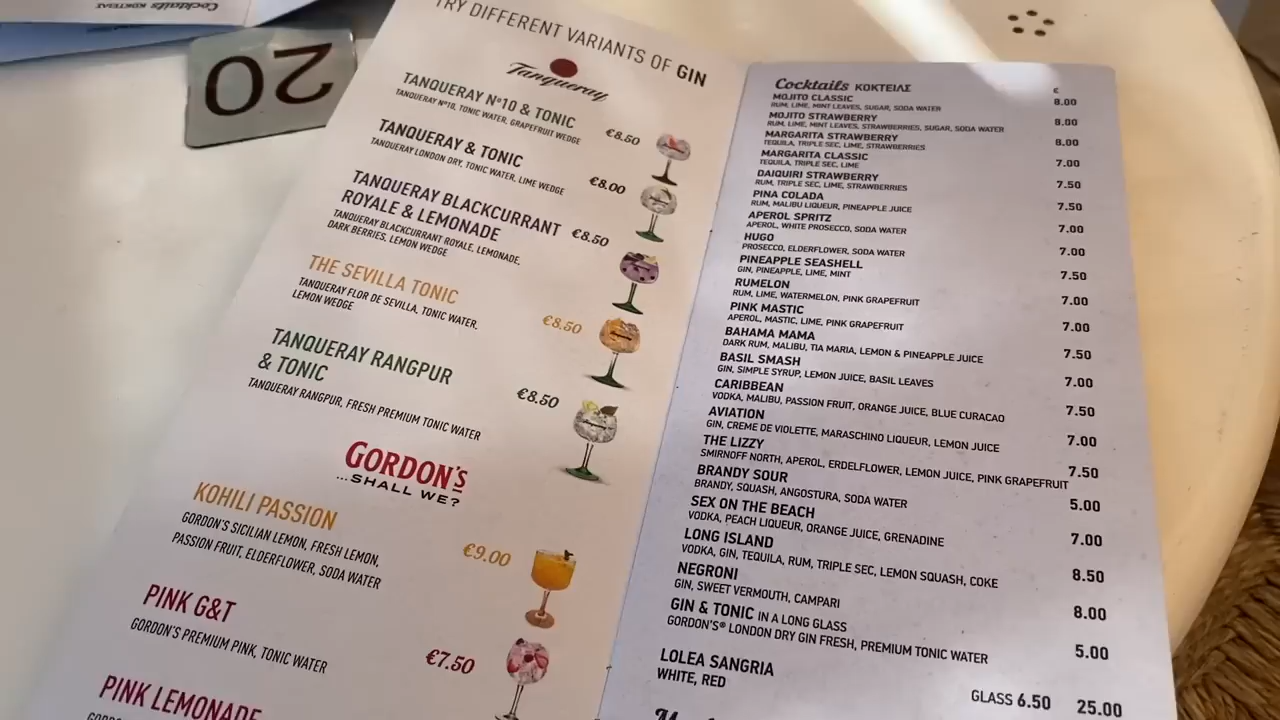 Cocktails ΚΟΚΤΕΙΛΣ
20
TRY DIFFERENT VARIANTS OF GIN
Tanqueray
TANQUERAY Nº10 & TONIC
TANQUERAY Nº10, TONIC WATER, GRAPEFRUIT WEDGE
€8.50
TANQUERAY & TONIC
TANQUERAY LONDON DRY, TONIC WATER, LIME WEDGE
€8.00
TANQUERAY BLACKCURRANT
ROYALE & LEMONADE
€8.50
TANQUERAY BLACKCURRANT ROYALE, LEMONADE,
DARK BERRIES, LEMON WEDGE
THE SEVILLA TONIC
TANQUERAY FLOR DE SEVILLA, TONIC WATER,
LEMON WEDGE
€8.50
TANQUERAY RANGPUR
& TONIC
€8.50
TANQUERAY RANGPUR, FRESH PREMIUM TONIC WATER
GORDON'S
...SHALL WE?
KOHILI PASSION
GORDON'S SICILIAN LEMON, FRESH LEMON,
PASSION FRUIT, ELDERFLOWER, SODA WATER
€9.00
PINK G&T
GORDON'S PREMIUM PINK, TONIC WATER
€7.50
PINK LEMONADE
Cocktails ΚΟΚΤΕΙΛΣ €
MOJITO CLASSIC 8.00
RUM, LIME, MINT LEAVES, SUGAR, SODA WATER
MOJITO STRAWBERRY 8.00
RUM, LIME, MINT LEAVES, STRAWBERRIES, SUGAR, SODA WATER
MARGARITA STRAWBERRY 8.00
TEQUILA, TRIPLE SEC, LIME, STRAWBERRIES
MARGARITA CLASSIC 7.00
TEQUILA, TRIPLE SEC, LIME
DAIQUIRI STRAWBERRY 7.50
RUM, TRIPLE SEC, LIME, STRAWBERRIES
PINA COLADA 7.50
RUM, MALIBU LIQUEUR, PINEAPPLE JUICE
APEROL SPRITZ 7.00
APEROL, WHITE PROSECCO, SODA WATER
HUGO 7.00
PROSECCO, ELDERFLOWER, SODA WATER
PINEAPPLE SEASHELL 7.50
GIN, PINEAPPLE, LIME, MINT
RUMELON 7.00
RUM, LIME, WATERMELON, PINK GRAPEFRUIT
PINK MASTIC 7.00
APEROL, MASTIC, LIME, PINK GRAPEFRUIT
BAHAMA MAMA 7.50
DARK RUM, MALIBU, TIA MARIA, LEMON & PINEAPPLE JUICE
BASIL SMASH 7.00
GIN, SIMPLE SYRUP, LEMON JUICE, BASIL LEAVES
CARIBBEAN 7.50
VODKA, MALIBU, PASSION FRUIT, ORANGE JUICE, BLUE CURACAO
AVIATION 7.00
GIN, CREME DE VIOLETTE, MARASCHINO LIQUEUR, LEMON JUICE
THE LIZZY 7.50
SMIRNOFF NORTH, APEROL, ERDELFLOWER, LEMON JUICE, PINK GRAPEFRUIT
BRANDY SOUR 5.00
BRANDY, SQUASH, ANGOSTURA, SODA WATER
SEX ON THE BEACH 7.00
VODKA, PEACH LIQUEUR, ORANGE JUICE, GRENADINE
LONG ISLAND 8.50
VODKA, GIN, TEQUILA, RUM, TRIPLE SEC, LEMON SQUASH, COKE
NEGRONI 8.00
GIN, SWEET VERMOUTH, CAMPARI
GIN & TONIC IN A LONG GLASS 5.00
GORDON'S® LONDON DRY GIN FRESH, PREMIUM TONIC WATER
LOLEA SANGRIA
WHITE, RED GLASS 6.50 25.00